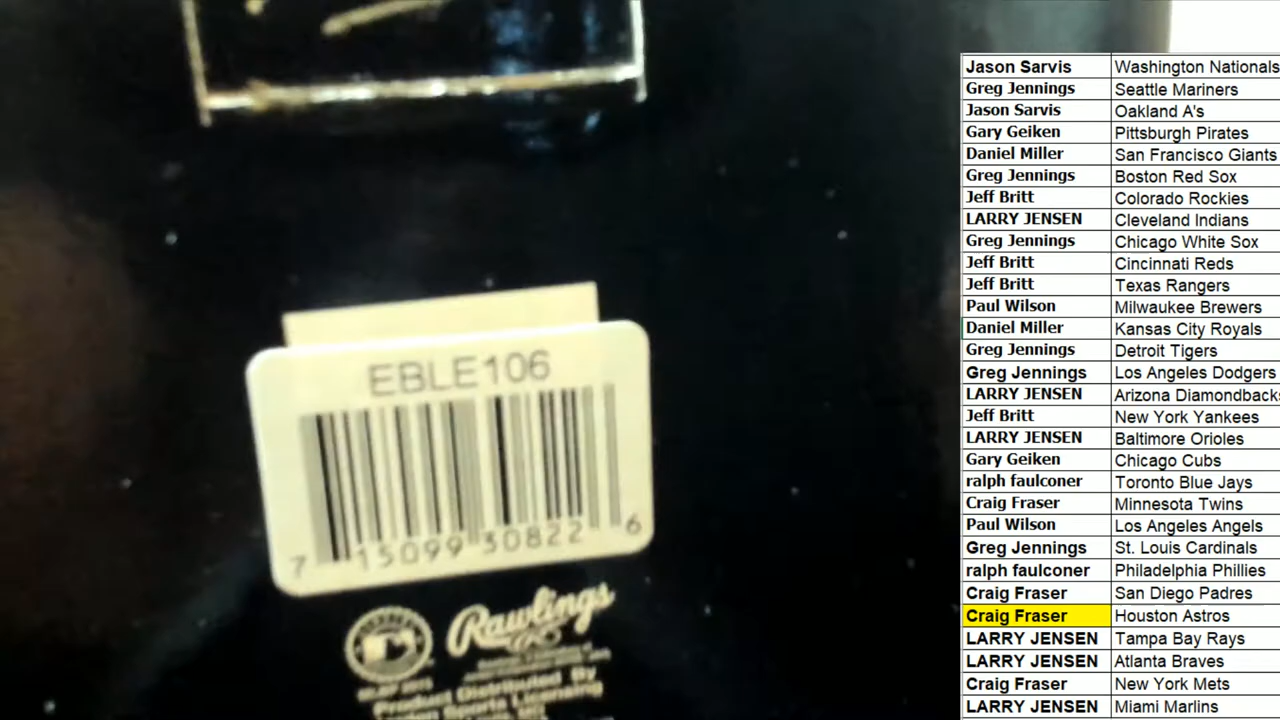 EBLE106
7 15099 30822 6
Rawlings
Product Distributed By
Jason Sarvis Washington Nationals
Greg Jennings Seattle Mariners
Jason Sarvis Oakland A's
Gary Geiken Pittsburgh Pirates
Daniel Miller San Francisco Giants
Greg Jennings Boston Red Sox
Jeff Britt Colorado Rockies
LARRY JENSEN Cleveland Indians
Greg Jennings Chicago White Sox
Jeff Britt Cincinnati Reds
Jeff Britt Texas Rangers
Paul Wilson Milwaukee Brewers
Daniel Miller Kansas City Royals
Greg Jennings Detroit Tigers
Greg Jennings Los Angeles Dodgers
LARRY JENSEN Arizona Diamondbacks
Jeff Britt New York Yankees
LARRY JENSEN Baltimore Orioles
Gary Geiken Chicago Cubs
ralph faulconer Toronto Blue Jays
Craig Fraser Minnesota Twins
Paul Wilson Los Angeles Angels
Greg Jennings St. Louis Cardinals
ralph faulconer Philadelphia Phillies
Craig Fraser San Diego Padres
Craig Fraser Houston Astros
LARRY JENSEN Tampa Bay Rays
LARRY JENSEN Atlanta Braves
Craig Fraser New York Mets
LARRY JENSEN Miami Marlins